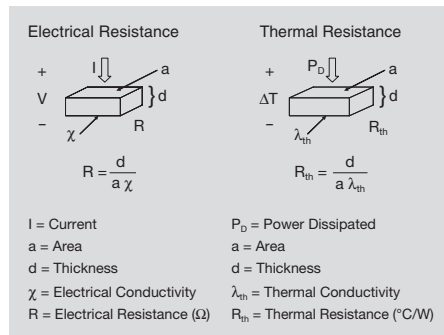 Electrical Resistance
+
I
a
V
d
−
χ
R
R = d / a χ
I = Current
a = Area
d = Thickness
χ = Electrical Conductivity
R = Electrical Resistance (Ω)
Thermal Resistance
+
P_D
a
ΔT
d
−
λ_th
R_th
R_th = d / a λ_th
P_D = Power Dissipated
a = Area
d = Thickness
λ_th = Thermal Conductivity
R_th = Thermal Resistance (°C/W)